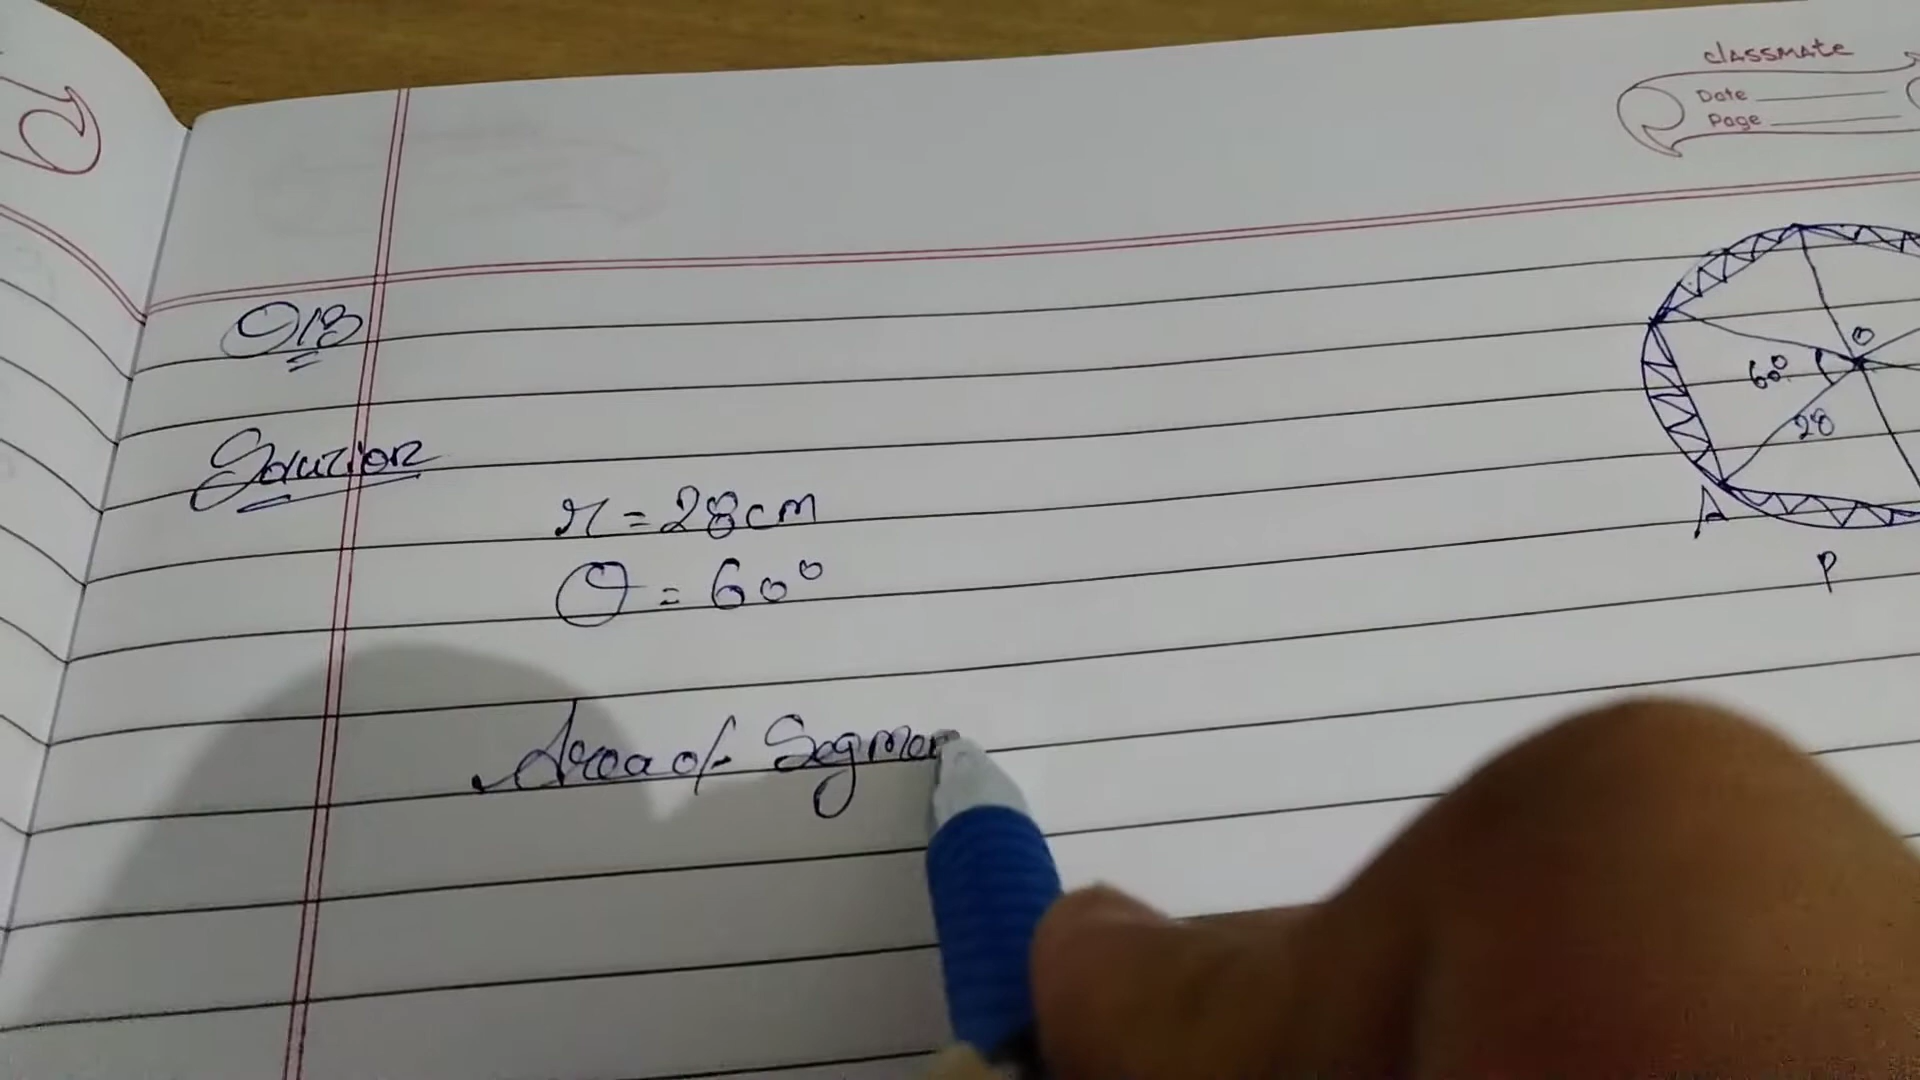 classmate
Date
Page
Q13
Solution
r = 28cm
θ = 60°
Area of Segmen
O
60°
28
A
P